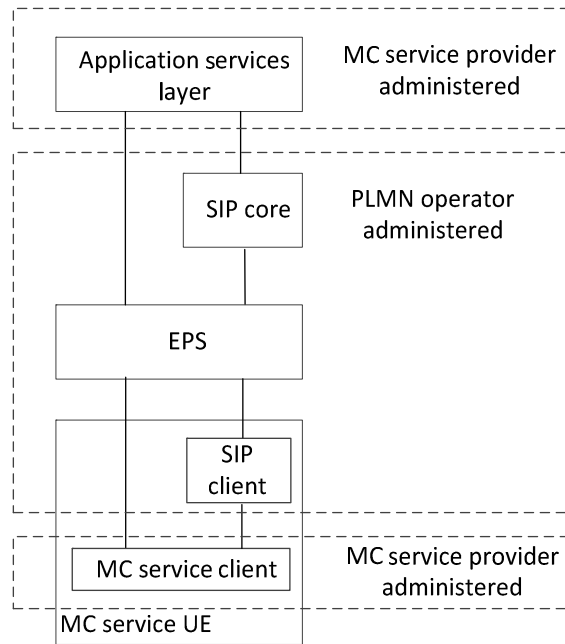 Application services
layer
MC service provider
administered
SIP core
PLMN operator
administered
EPS
SIP
client
MC service client
MC service provider
administered
MC service UE